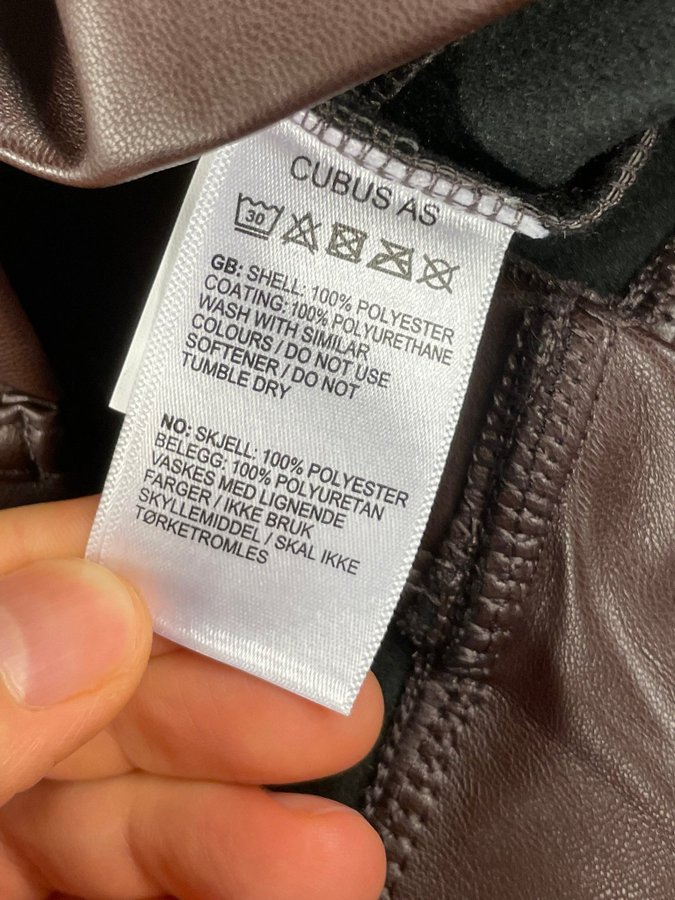 CUBUS AS
30
GB: SHELL: 100% POLYESTER
COATING: 100% POLYURETHANE
WASH WITH SIMILAR
COLOURS / DO NOT USE
SOFTENER / DO NOT
TUMBLE DRY
NO: SKJELL: 100% POLYESTER
BELEGG: 100% POLYURETAN
VASKES MED LIGNENDE
FARGER / IKKE BRUK
SKYLLEMIDDEL / SKAL IKKE
TØRKETROMLES